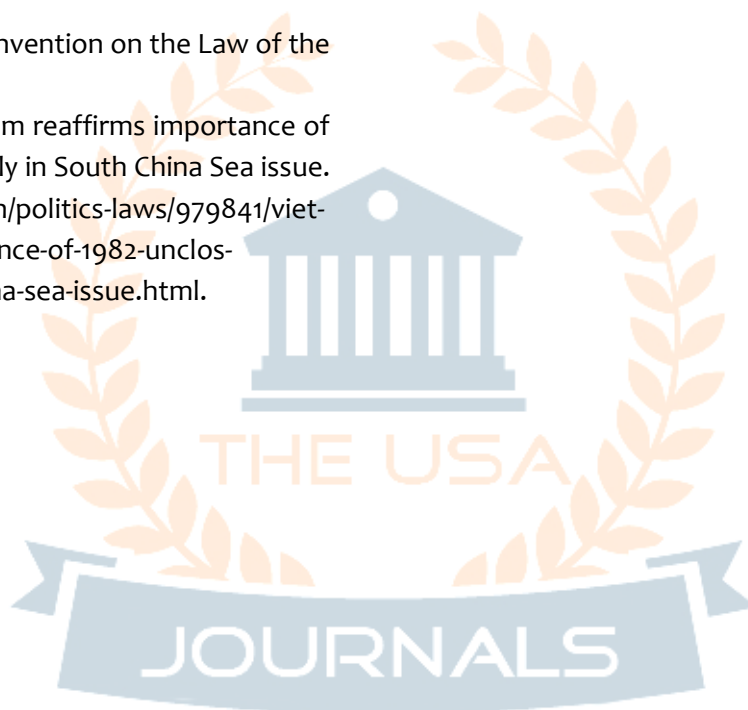 nvention on the Law of the
m reaffirms importance of
ly in South China Sea issue.
n/politics-laws/979841/viet-
nce-of-1982-unclos-
na-sea-issue.html.
THE USA
JOURNALS